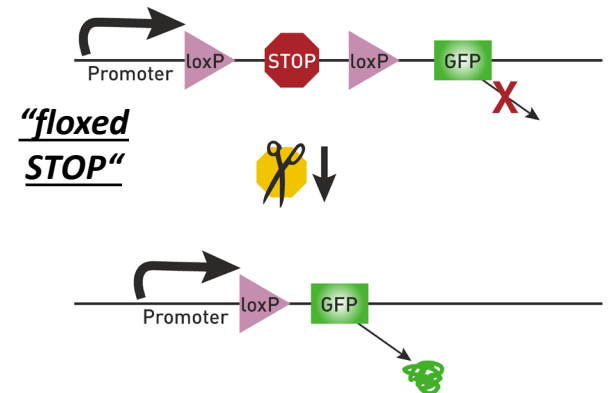 loxP STOP loxP GFP
Promoter
X
“floxed
STOP“
loxP GFP
Promoter